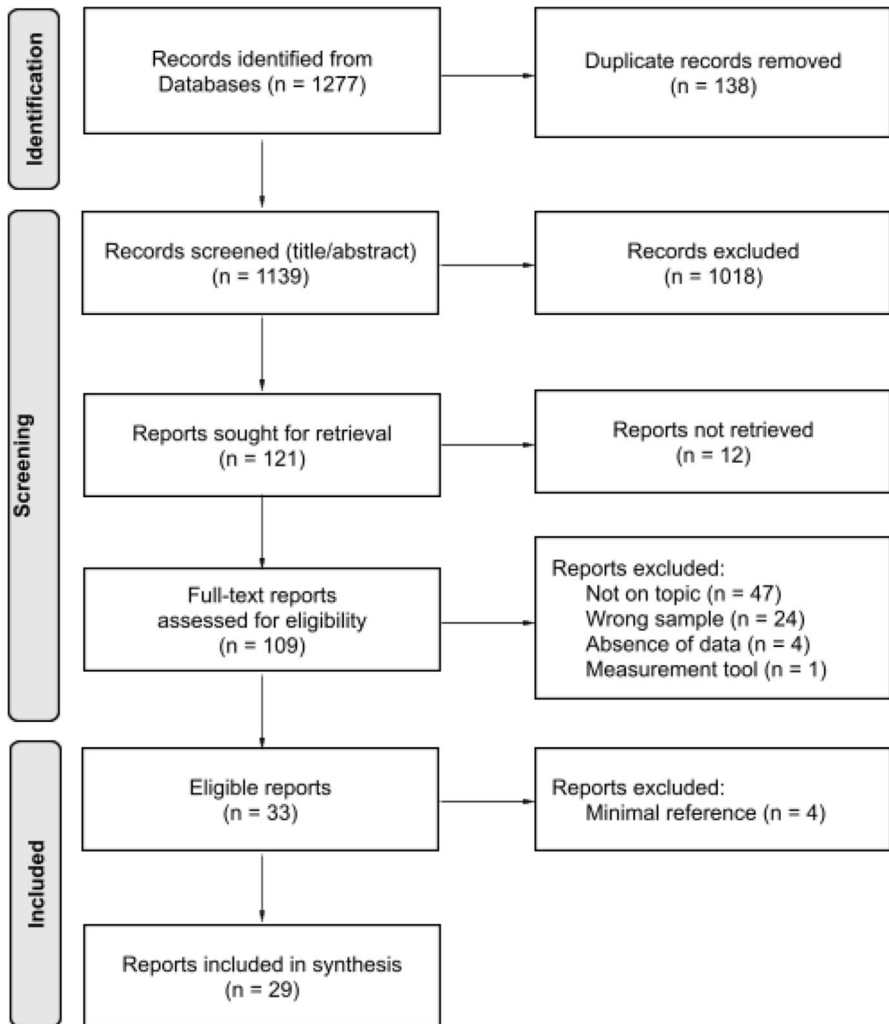 Identification
Records identified from
Databases (n = 1277)
Duplicate records removed
(n = 138)
Screening
Records screened (title/abstract)
(n = 1139)
Records excluded
(n = 1018)
Reports sought for retrieval
(n = 121)
Reports not retrieved
(n = 12)
Full-text reports
assessed for eligibility
(n = 109)
Reports excluded:
Not on topic (n = 47)
Wrong sample (n = 24)
Absence of data (n = 4)
Measurement tool (n = 1)
Included
Eligible reports
(n = 33)
Reports excluded:
Minimal reference (n = 4)
Reports included in synthesis
(n = 29)